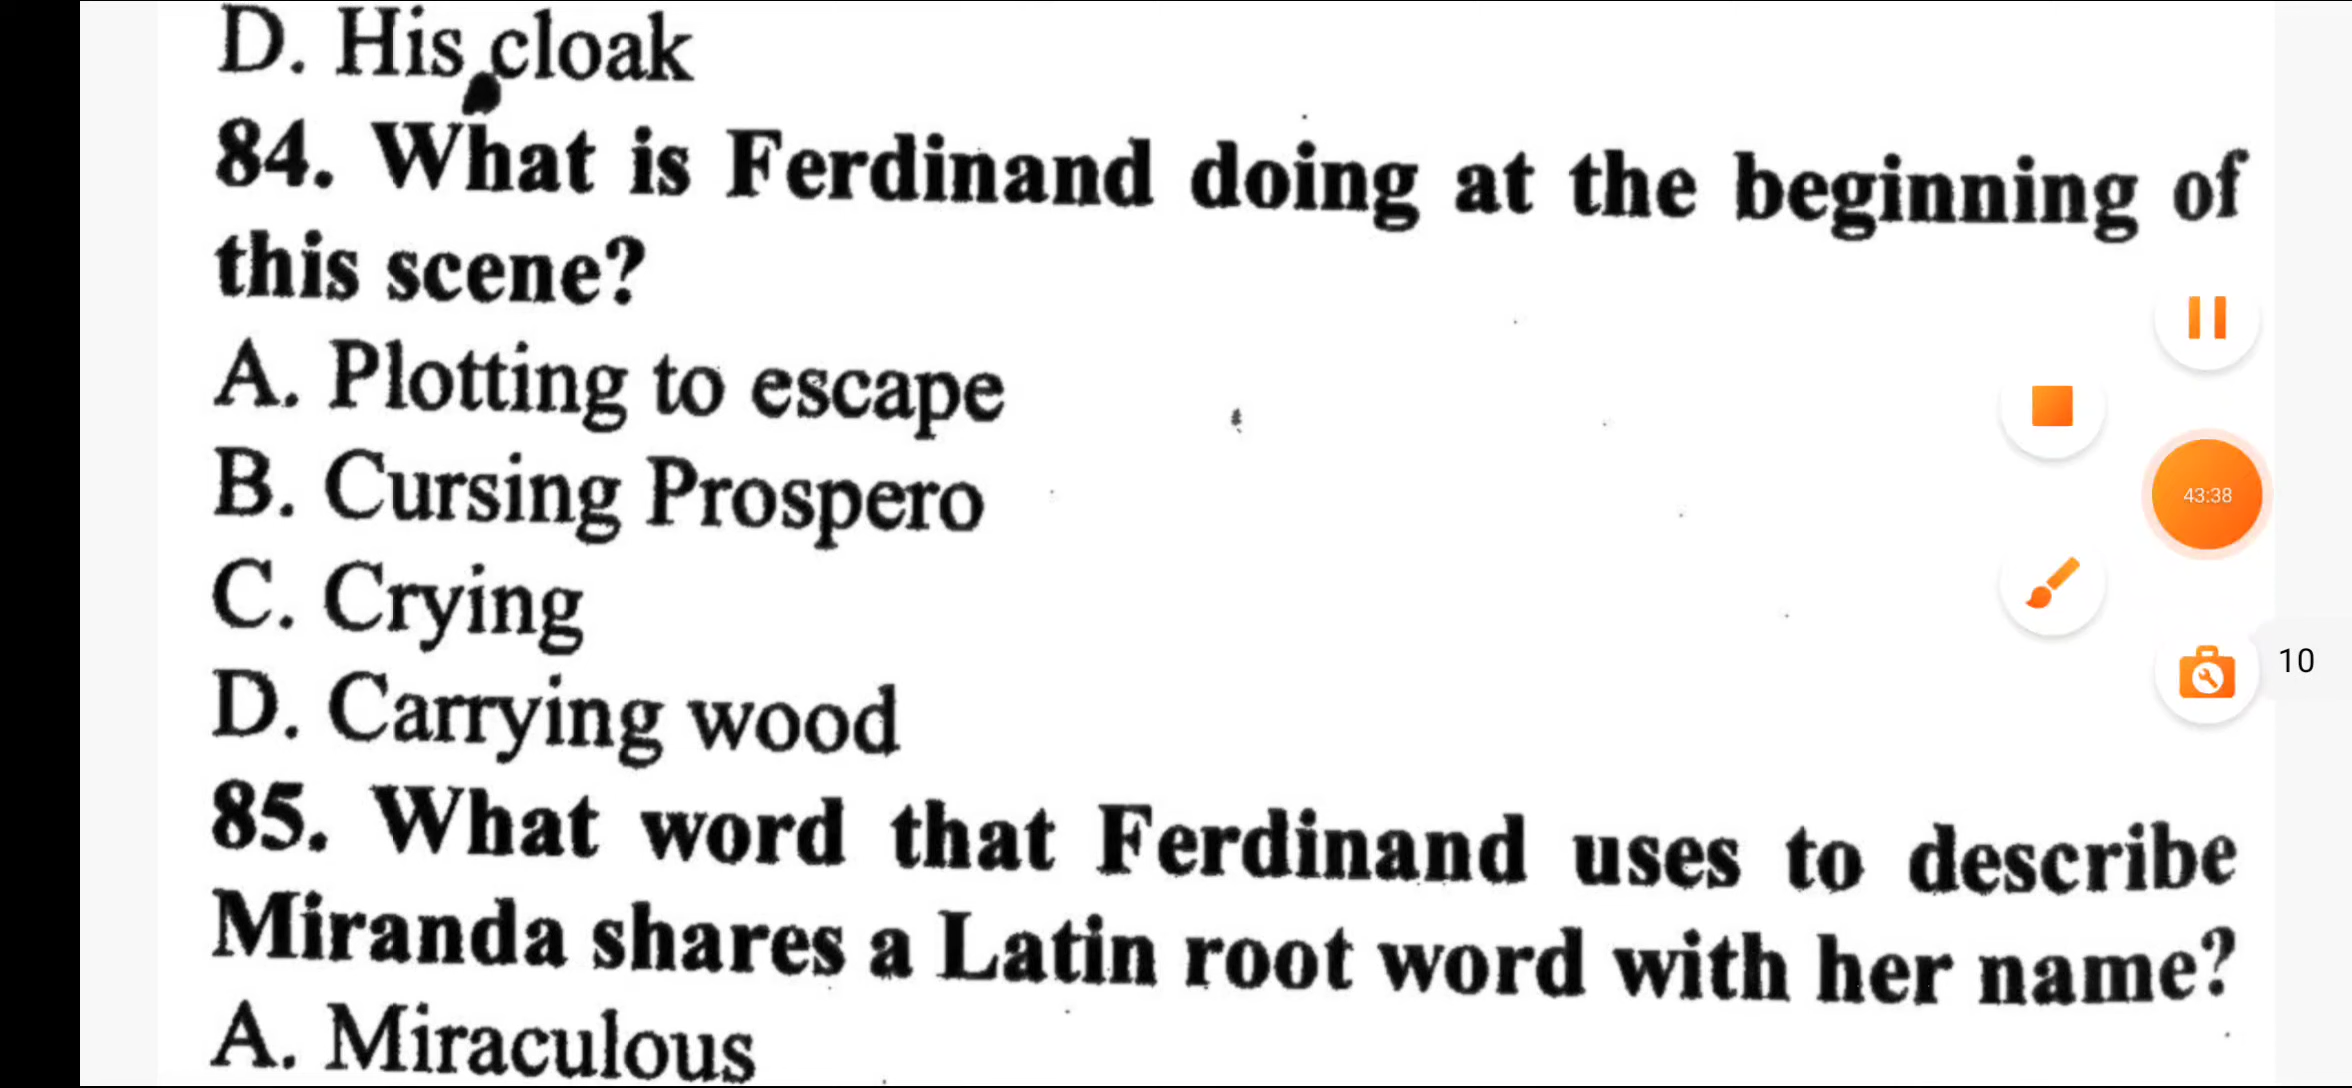 D. His cloak
84. What is Ferdinand doing at the beginning of
this scene?
A. Plotting to escape
B. Cursing Prospero
C. Crying
D. Carrying wood
85. What word that Ferdinand uses to describe
Miranda shares a Latin root word with her name?
A. Miraculous
43:38
10